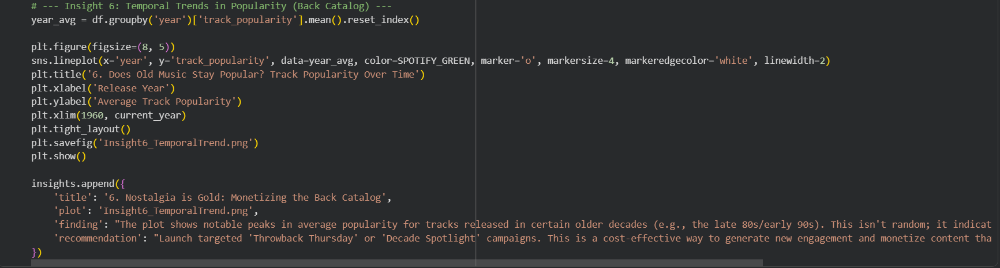 # --- Insight 6: Temporal Trends in Popularity (Back Catalog) ---
year_avg = df.groupby('year')['track_popularity'].mean().reset_index()
plt.figure(figsize=(8, 5))
sns.lineplot(x='year', y='track_popularity', data=year_avg, color=SPOTIFY_GREEN, marker='o', markersize=4, markeredgecolor='white', linewidth=2)
plt.title('6. Does Old Music Stay Popular? Track Popularity Over Time')
plt.xlabel('Release Year')
plt.ylabel('Average Track Popularity')
plt.xlim(1960, current_year)
plt.tight_layout()
plt.savefig('Insight6_TemporalTrend.png')
plt.show()
insights.append({
'title': '6. Nostalgia is Gold: Monetizing the Back Catalog',
'plot': 'Insight6_TemporalTrend.png',
'finding': "The plot shows notable peaks in average popularity for tracks released in certain older decades (e.g., the late 80s/early 90s). This isn't random; it indicat
'recommendation': "Launch targeted 'Throwback Thursday' or 'Decade Spotlight' campaigns. This is a cost-effective way to generate new engagement and monetize content tha
})